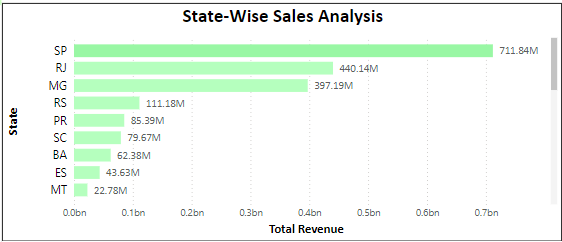 State-Wise Sales Analysis
State
SP 711.84M
RJ 440.14M
MG 397.19M
RS 111.18M
PR 85.39M
SC 79.67M
BA 62.38M
ES 43.63M
MT 22.78M
0.0bn 0.1bn 0.2bn 0.3bn 0.4bn 0.5bn 0.6bn 0.7bn
Total Revenue